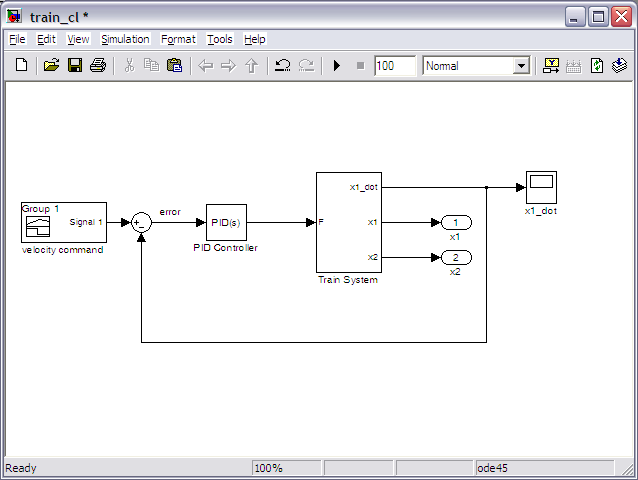 train_cl *
File Edit View Simulation Format Tools Help
100 Normal
Group 1
Signal 1
velocity command
+
-
error
PID(s)
PID Controller
F
x1_dot
x1
x2
Train System
x1_dot
1
x1
2
x2
Ready 100% ode45